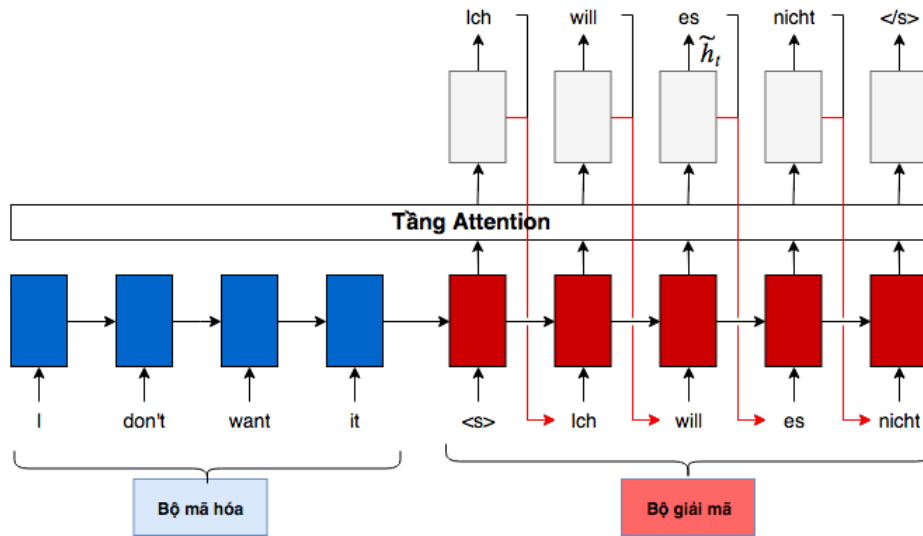 Ich will es nicht </s>
h̃ₜ
Tầng Attention
I don't want it <s> Ich will es nicht
Bộ mã hóa Bộ giải mã